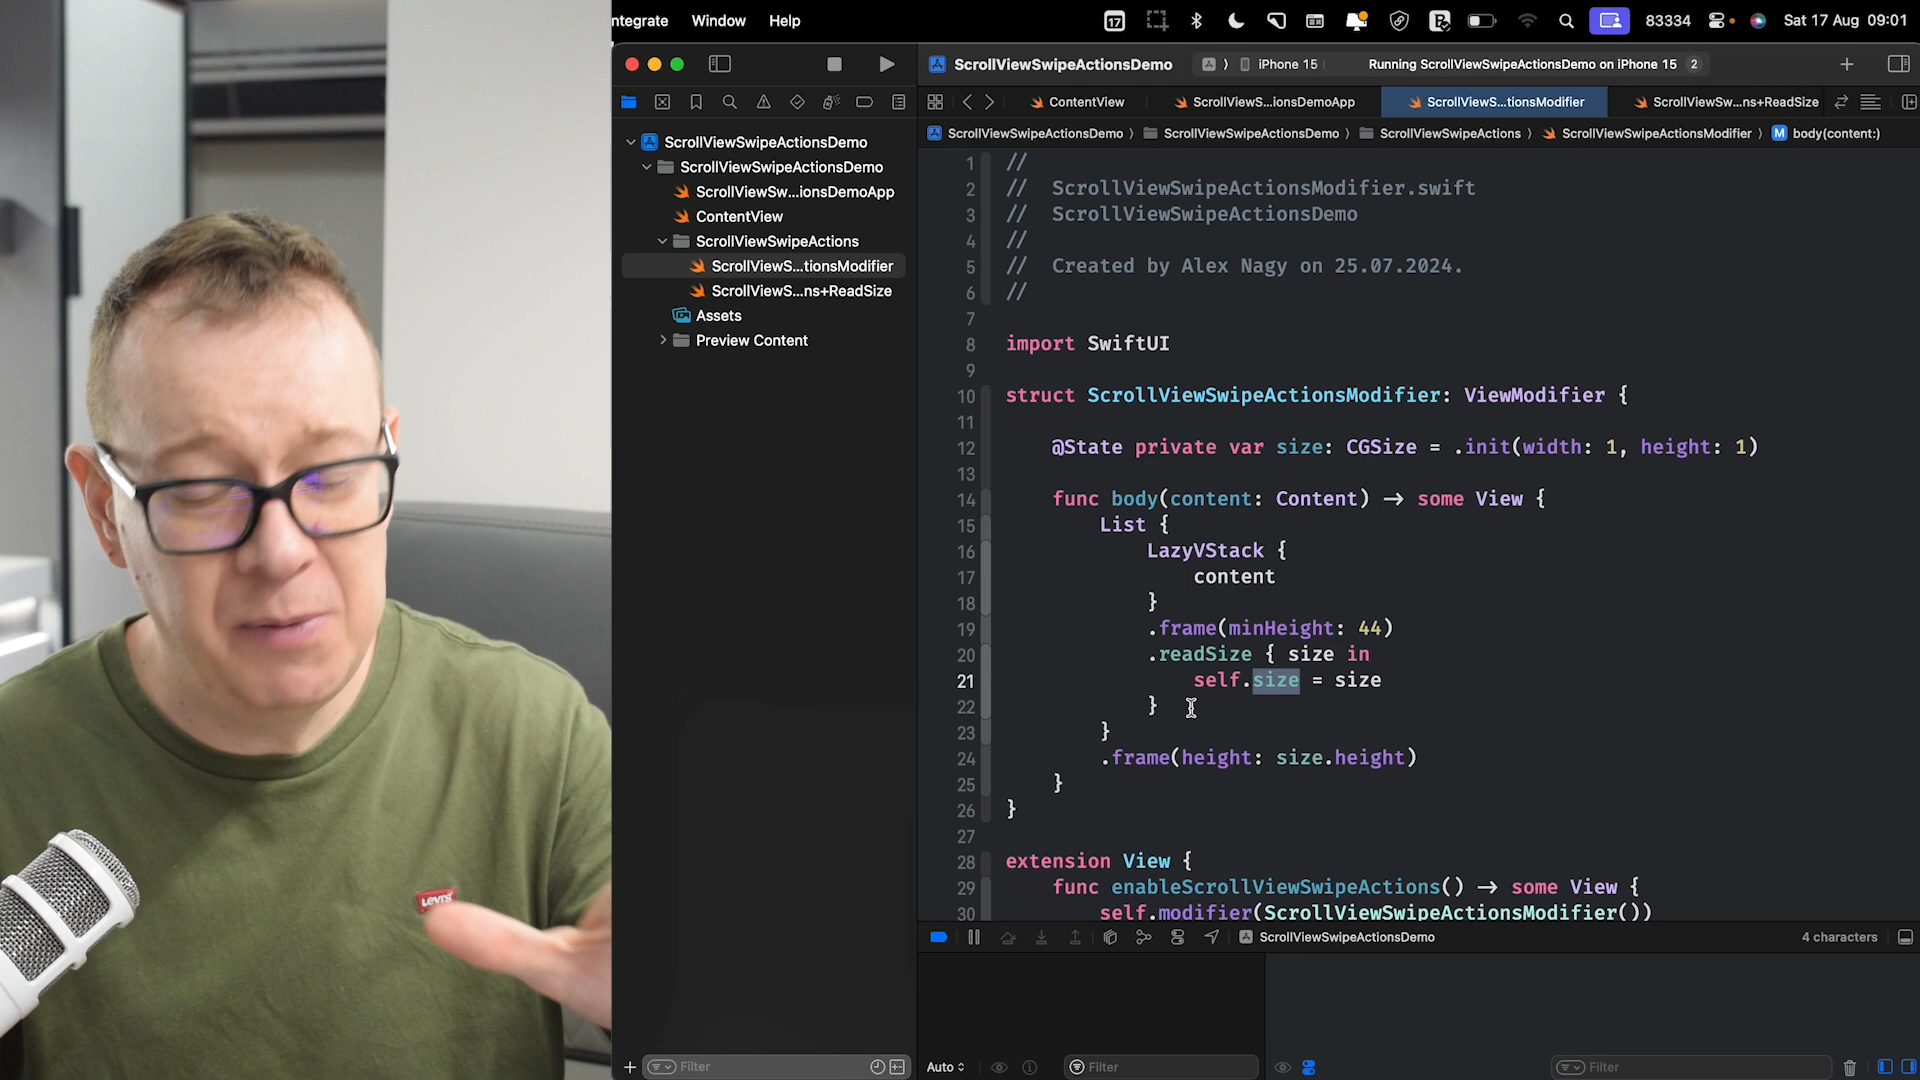 ntegrate Window Help
17
83334
Sat 17 Aug 09:01
ScrollViewSwipeActionsDemo
iPhone 15
Running ScrollViewSwipeActionsDemo on iPhone 15 2
ContentView
ScrollViewS...ionsDemoApp
ScrollViewS...tionsModifier
ScrollViewSw...ns+ReadSize
ScrollViewSwipeActionsDemo
ScrollViewSwipeActionsDemo
ScrollViewSwipeActions
ScrollViewSwipeActionsModifier
M body(content:)
ScrollViewSwipeActionsDemo
ScrollViewSwipeActionsDemo
ScrollViewSw...ionsDemoApp
ContentView
ScrollViewSwipeActions
ScrollViewS...tionsModifier
ScrollViewS...ns+ReadSize
Assets
Preview Content
1 //
2 // ScrollViewSwipeActionsModifier.swift
3 // ScrollViewSwipeActionsDemo
4 //
5 // Created by Alex Nagy on 25.07.2024.
6 //
7
8 import SwiftUI
9
10 struct ScrollViewSwipeActionsModifier: ViewModifier {
11
12 @State private var size: CGSize = .init(width: 1, height: 1)
13
14 func body(content: Content) -> some View {
15 List {
16 LazyVStack {
17 content
18 }
19 .frame(minHeight: 44)
20 .readSize { size in
21 self.size = size
22 }
23 }
24 .frame(height: size.height)
25 }
26 }
27
28 extension View {
29 func enableScrollViewSwipeActions() -> some View {
30 self.modifier(ScrollViewSwipeActionsModifier())
ScrollViewSwipeActionsDemo
4 characters
Filter
Auto
Filter
Filter
Levi's